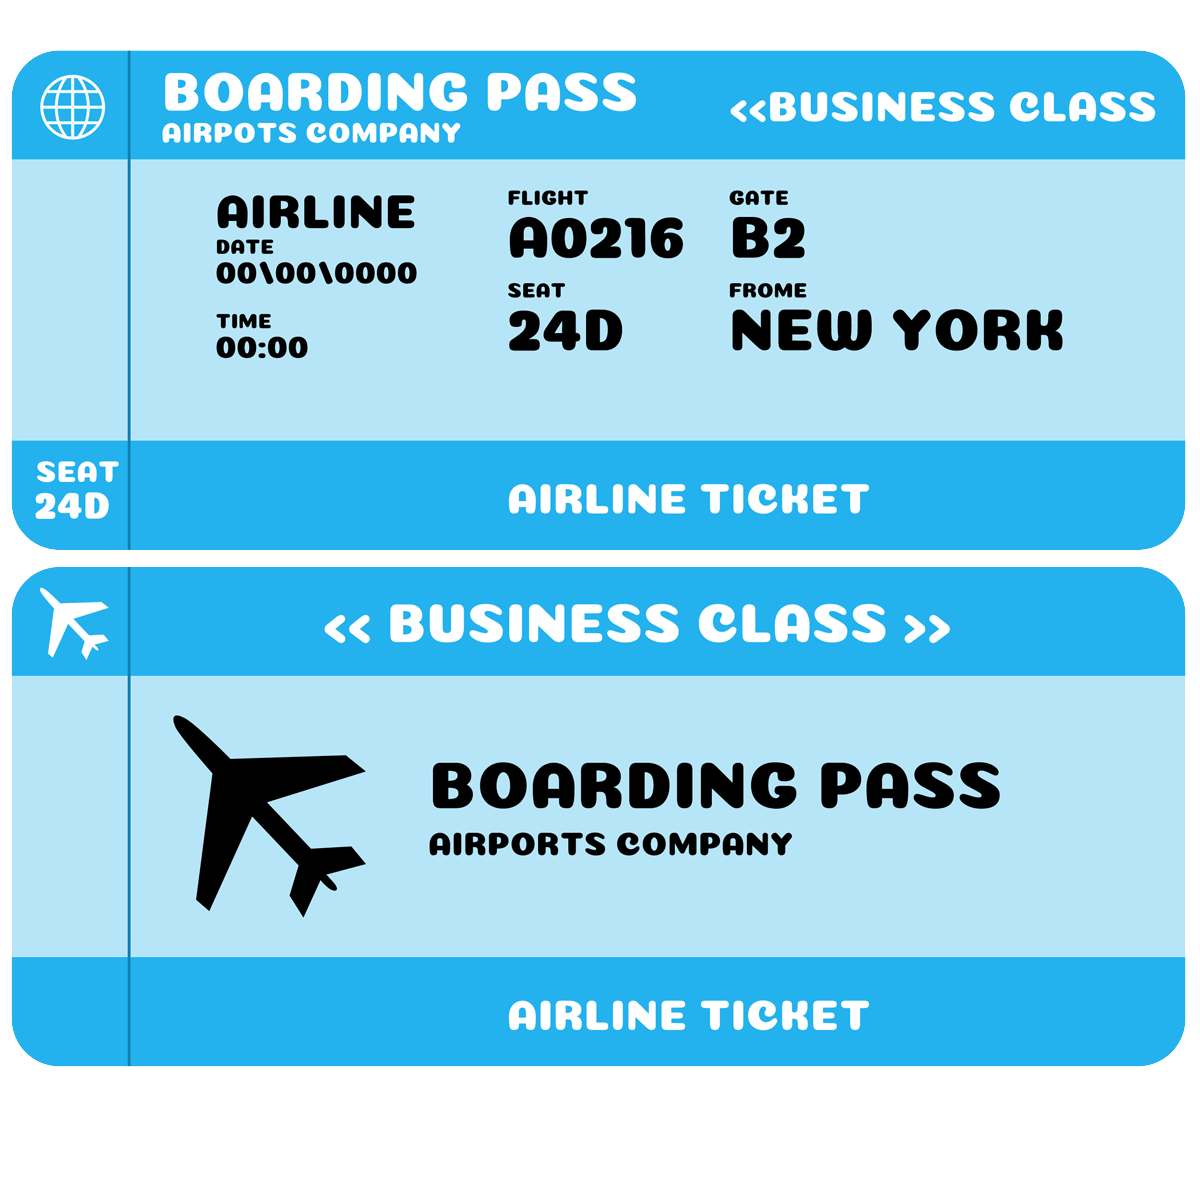 BOARDING PASS
AIRPOTS COMPANY
<<BUSINESS CLASS
AIRLINE
DATE
00\00\0000
TIME
00:00
FLIGHT
A0216
SEAT
24D
GATE
B2
FROME
NEW YORK
SEAT
24D
AIRLINE TICKET
<< BUSINESS CLASS >>
BOARDING PASS
AIRPORTS COMPANY
AIRLINE TICKET